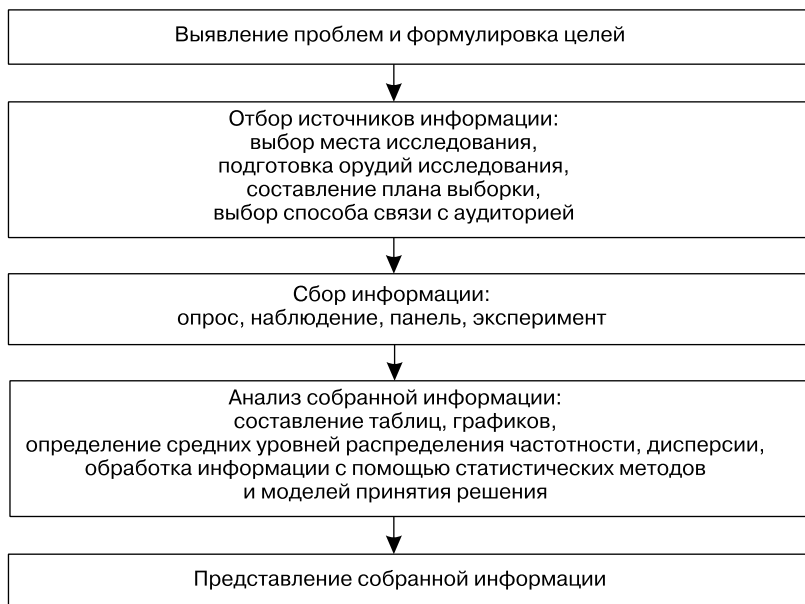 Выявление проблем и формулировка целей
Отбор источников информации:
выбор места исследования,
подготовка орудий исследования,
составление плана выборки,
выбор способа связи с аудиторией
Сбор информации:
опрос, наблюдение, панель, эксперимент
Анализ собранной информации:
составление таблиц, графиков,
определение средних уровней распределения частотности, дисперсии,
обработка информации с помощью статистических методов
и моделей принятия решения
Представление собранной информации